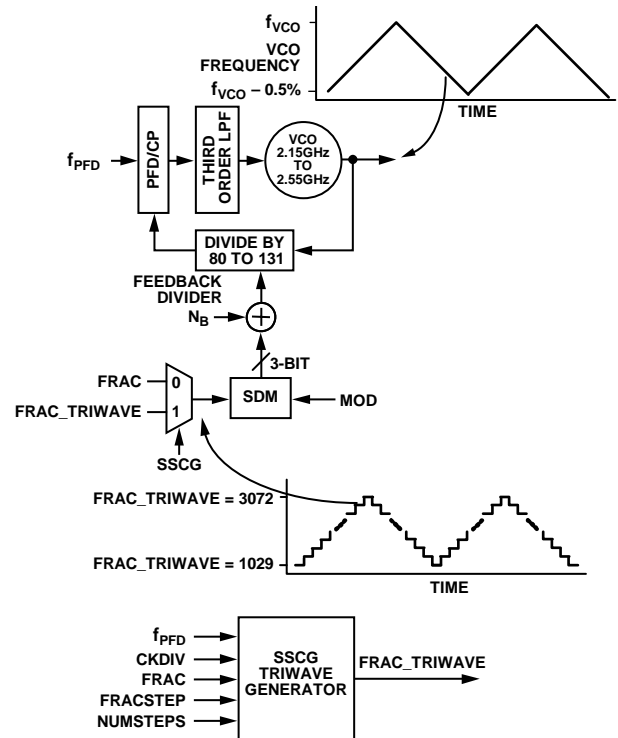 fVCO
VCO
FREQUENCY
fVCO – 0.5%
TIME
fPFD
PFD/CP
THIRD
ORDER LPF
VCO
2.15GHz
TO
2.55GHz
DIVIDE BY
80 TO 131
FEEDBACK
DIVIDER
NB
+
3-BIT
FRAC
0
FRAC_TRIWAVE
1
SDM
MOD
SSCG
FRAC_TRIWAVE = 3072
FRAC_TRIWAVE = 1029
TIME
fPFD
CKDIV
FRAC
FRACSTEP
NUMSTEPS
SSCG
TRIWAVE
GENERATOR
FRAC_TRIWAVE